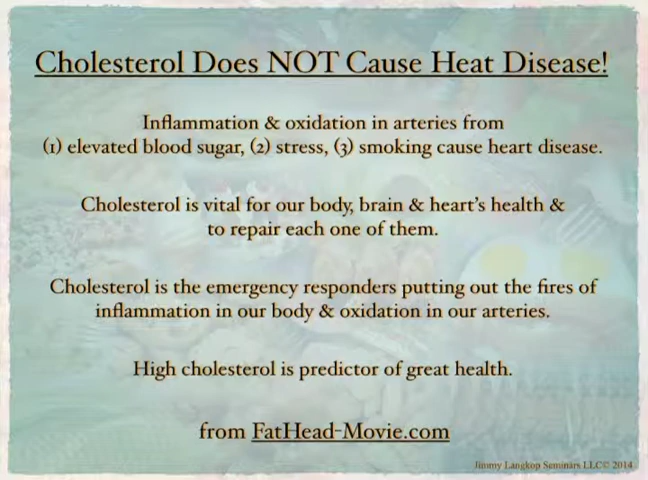 Cholesterol Does NOT Cause Heat Disease!
Inflammation & oxidation in arteries from
(1) elevated blood sugar, (2) stress, (3) smoking cause heart disease.
Cholesterol is vital for our body, brain & heart's health &
to repair each one of them.
Cholesterol is the emergency responders putting out the fires of
inflammation in our body & oxidation in our arteries.
High cholesterol is predictor of great health.
from FatHead-Movie.com
Jimmy Langkop Seminars LLC© 2014